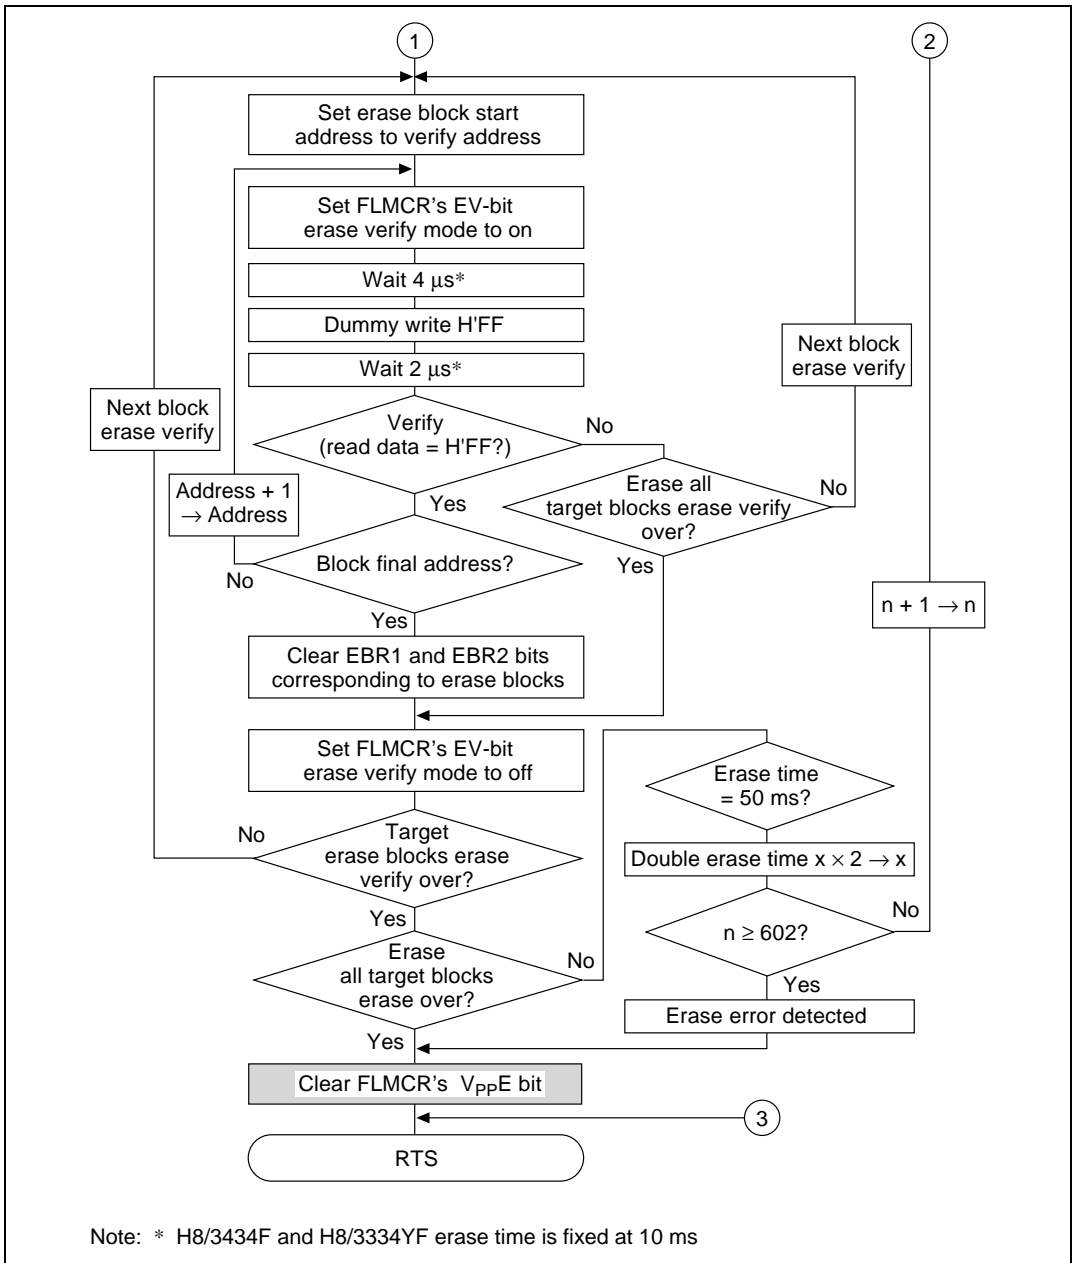 1
2
Set erase block start
address to verify address
Set FLMCR's EV-bit
erase verify mode to on
Wait 4 μs*
Dummy write H'FF
Wait 2 μs*
Next block
erase verify
Next block
erase verify
Verify
(read data = H'FF?)
No
Yes
Address + 1
→ Address
Erase all
target blocks erase verify
over?
No
Yes
Block final address?
No
Yes
n + 1 → n
Clear EBR1 and EBR2 bits
corresponding to erase blocks
Set FLMCR's EV-bit
erase verify mode to off
Erase time
= 50 ms?
No
Target
erase blocks erase
verify over?
Yes
Double erase time x × 2 → x
n ≥ 602?
No
Yes
Erase
all target blocks
erase over?
No
Yes
Erase error detected
Clear FLMCR's VPPE bit
3
RTS
Note: * H8/3434F and H8/3334YF erase time is fixed at 10 ms